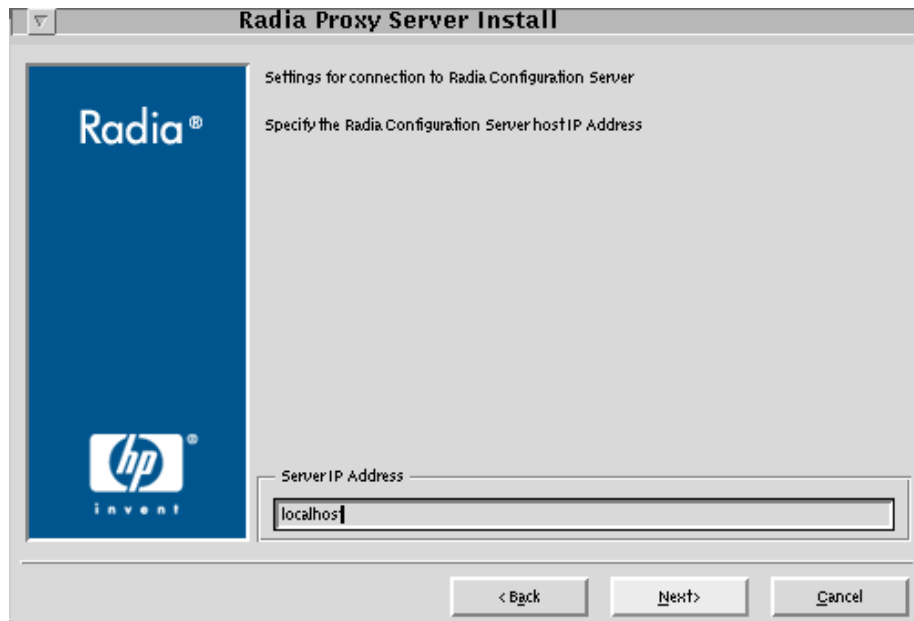 Radia Proxy Server Install
Settings for connection to Radia Configuration Server
Specify the Radia Configuration Server host IP Address
Radia®
hp®
invent
Server IP Address
localhost
< Back
Next>
Cancel